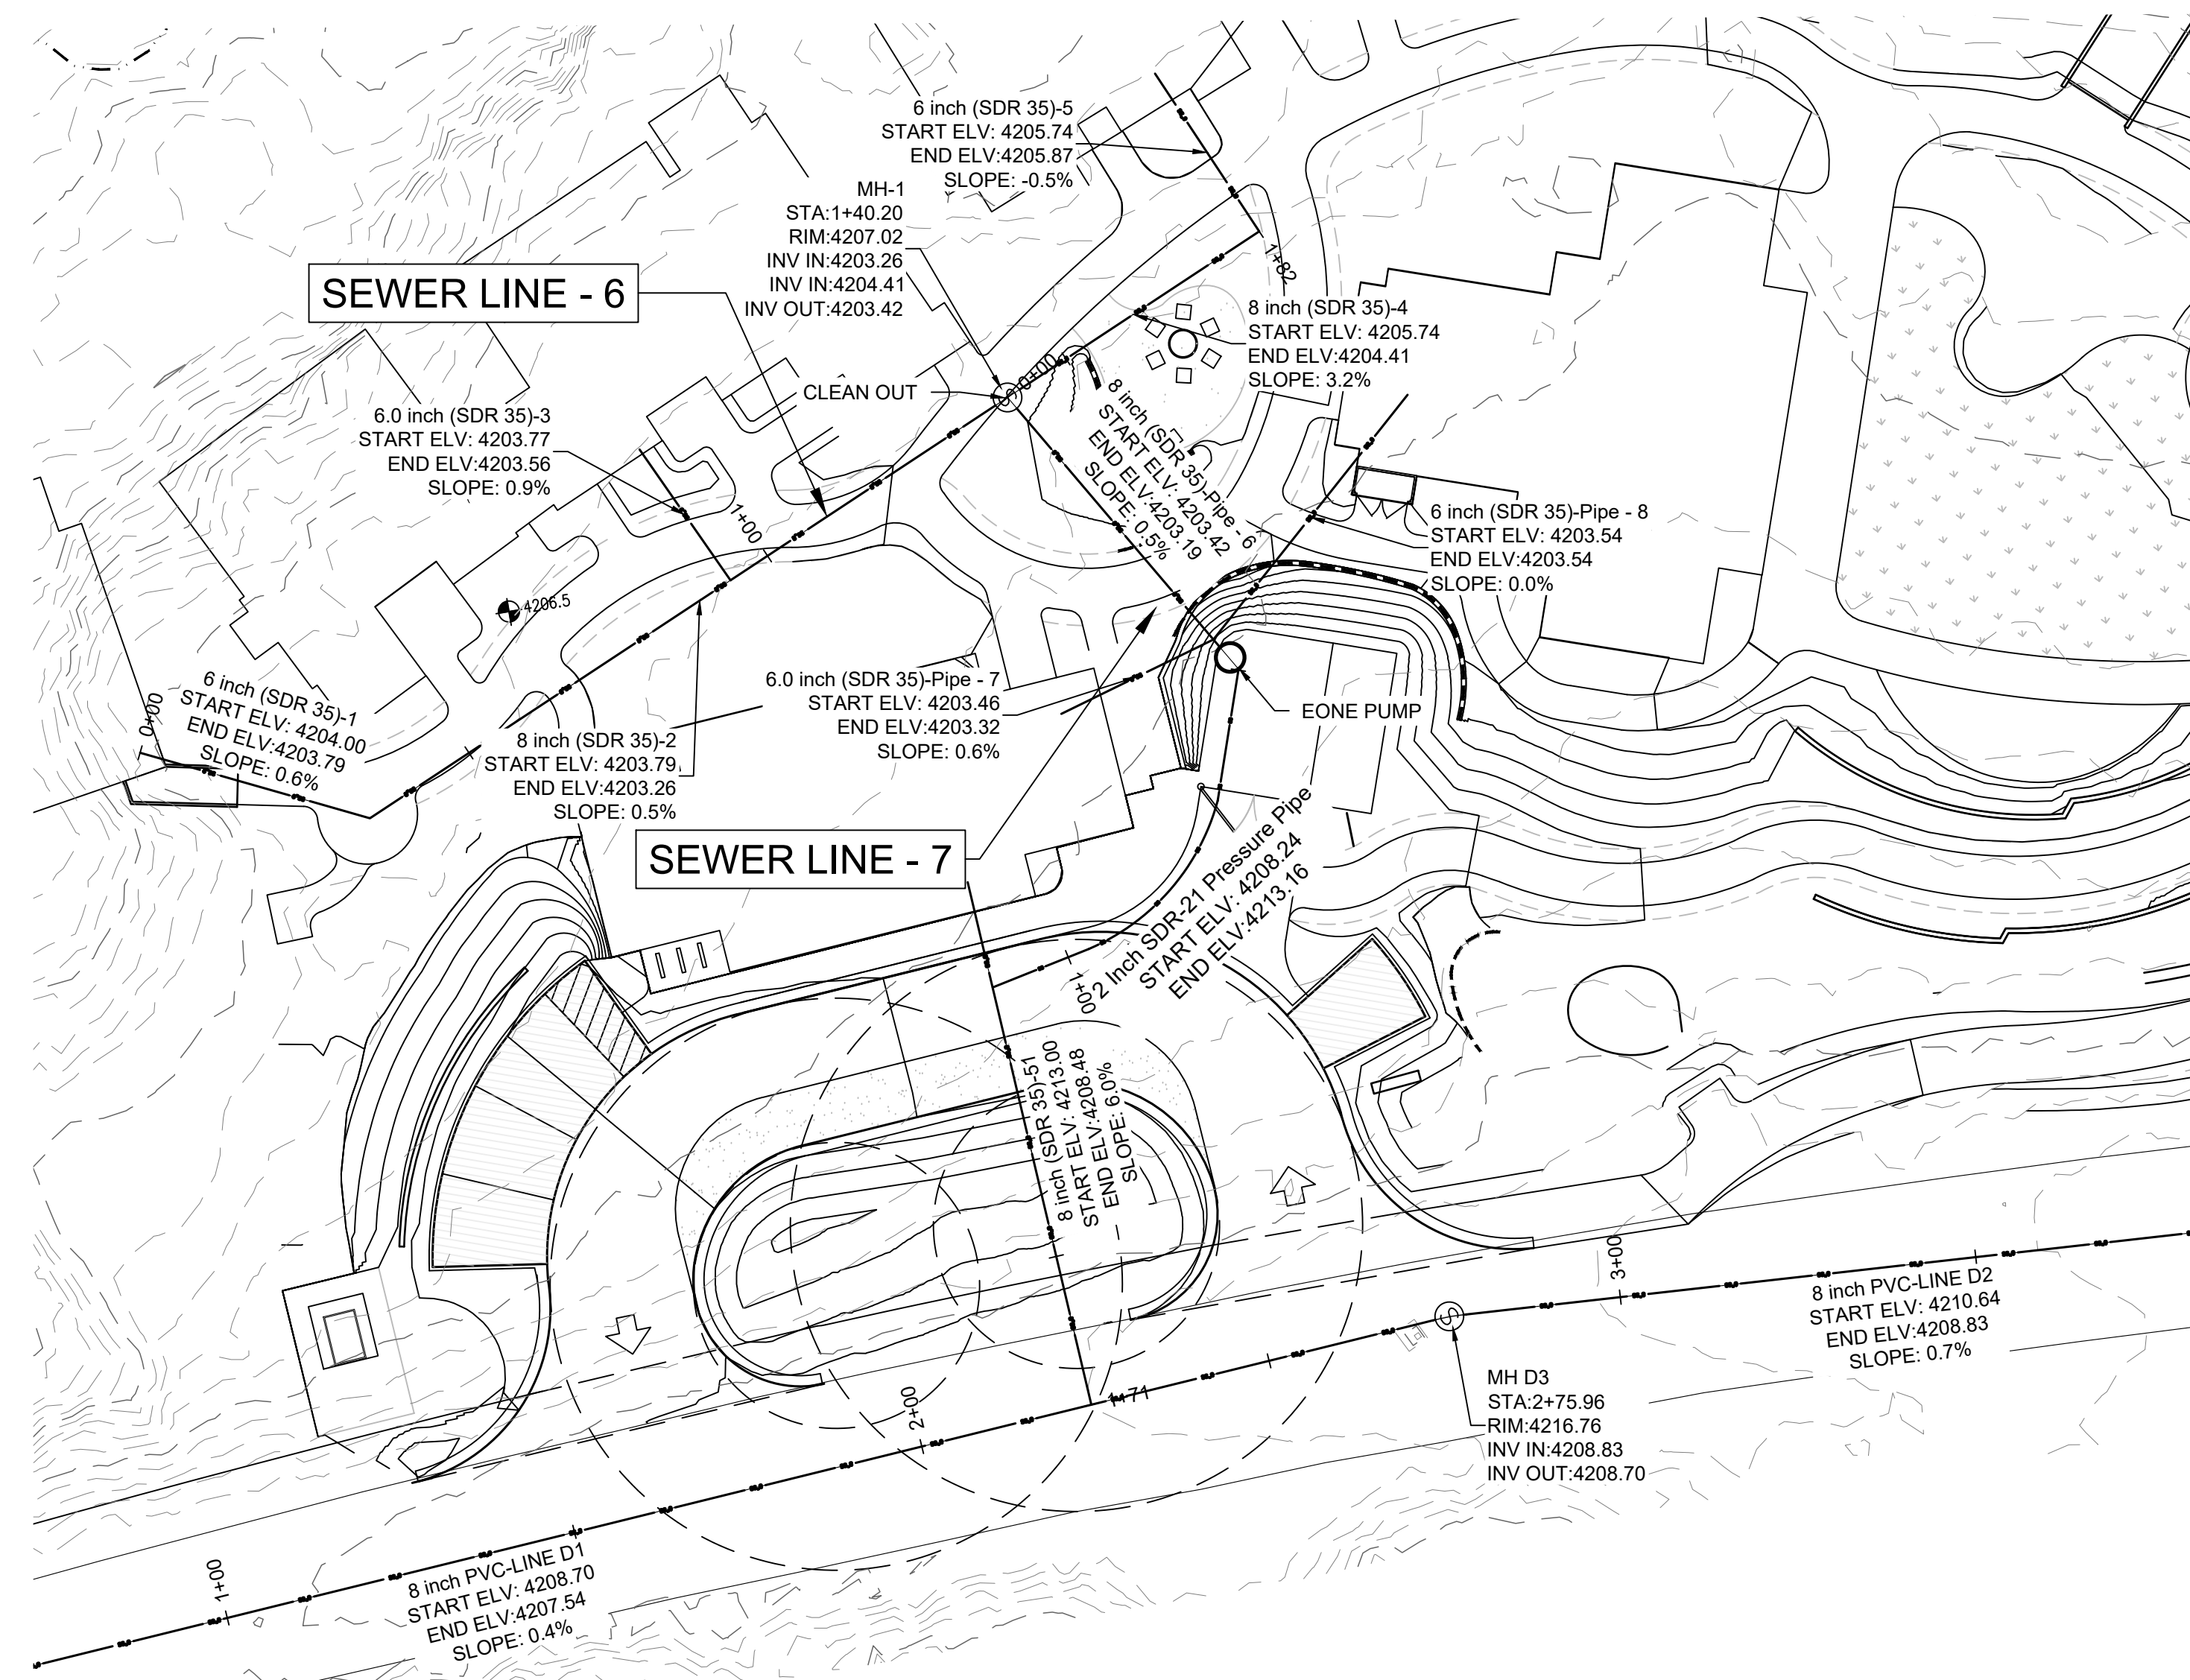 6 inch (SDR 35)-5
START ELV: 4205.74
END ELV:4205.87
SLOPE: -0.5%
MH-1
STA:1+40.20
RIM:4207.02
INV IN:4203.26
INV IN:4204.41
INV OUT:4203.42
SEWER LINE - 6
1+82
8 inch (SDR 35)-4
START ELV: 4205.74
END ELV:4204.41
SLOPE: 3.2%
CLEAN OUT
0+00
6.0 inch (SDR 35)-3
START ELV: 4203.77
END ELV:4203.56
SLOPE: 0.9%
8 inch (SDR 35)-Pipe - 6
START ELV: 4203.42
END ELV:4203.19
SLOPE: 0.5%
1+00
6 inch (SDR 35)-Pipe - 8
START ELV: 4203.54
END ELV:4203.54
SLOPE: 0.0%
4206.5
0+00
6 inch (SDR 35)-1
START ELV: 4204.00
END ELV:4203.79
SLOPE: 0.6%
6.0 inch (SDR 35)-Pipe - 7
START ELV: 4203.46
END ELV:4203.32
SLOPE: 0.6%
EONE PUMP
8 inch (SDR 35)-2
START ELV: 4203.79
END ELV:4203.26
SLOPE: 0.5%
SEWER LINE - 7
2 Inch SDR-21 Pressure Pipe
START ELV: 4208.24
END ELV:4213.16
1+00
8 inch (SDR 35)-51
START ELV: 4213.00
END ELV:4208.48
SLOPE: 6.0%
3+00
8 inch PVC-LINE D2
START ELV: 4210.64
END ELV:4208.83
SLOPE: 0.7%
S
MH D3
STA:2+75.96
RIM:4216.76
INV IN:4208.83
INV OUT:4208.70
1+71
2+00
1+00
8 inch PVC-LINE D1
START ELV: 4208.70
END ELV:4207.54
SLOPE: 0.4%